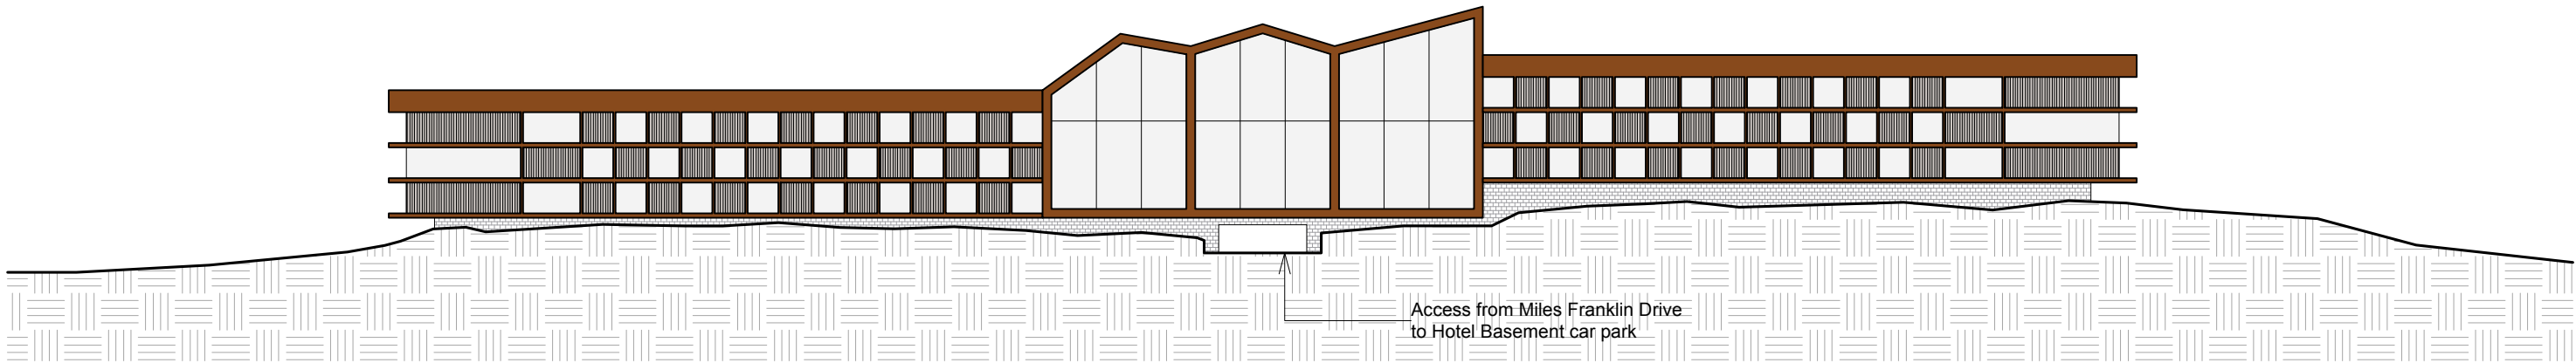 Access from Miles Franklin Drive
to Hotel Basement car park